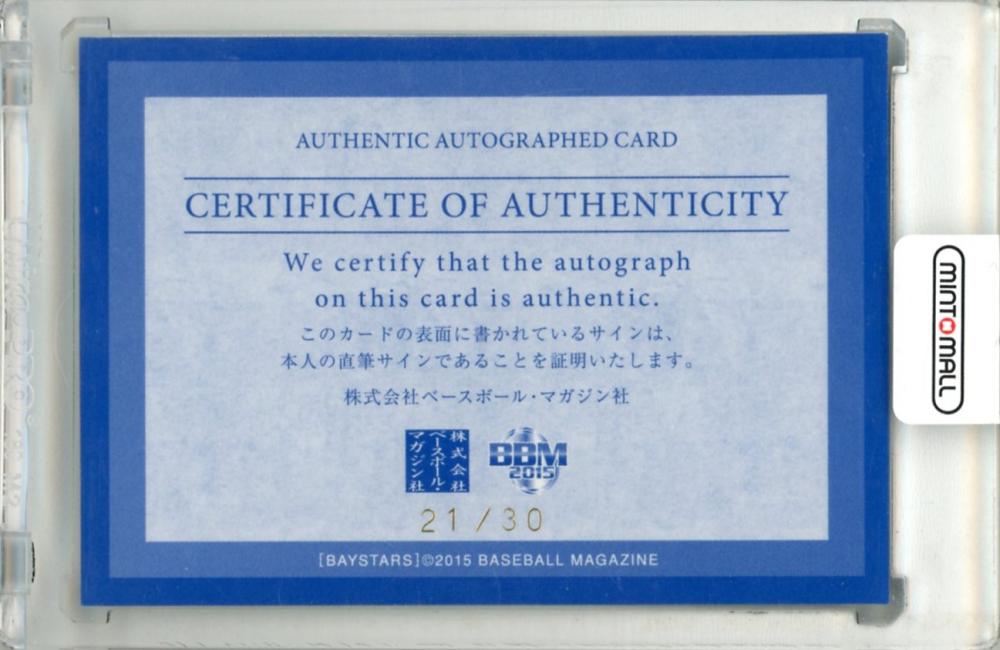 AUTHENTIC AUTOGRAPHED CARD
CERTIFICATE OF AUTHENTICITY
We certify that the autograph
on this card is authentic.
このカードの表面に書かれているサインは、
本人の直筆サインであることを証明いたします。
株式会社ベースボール・マガジン社
株式会社
ベースボール・
マガジン社
BBM
2015
21/30
[BAYSTARS]©2015 BASEBALL MAGAZINE
MINTOMALL